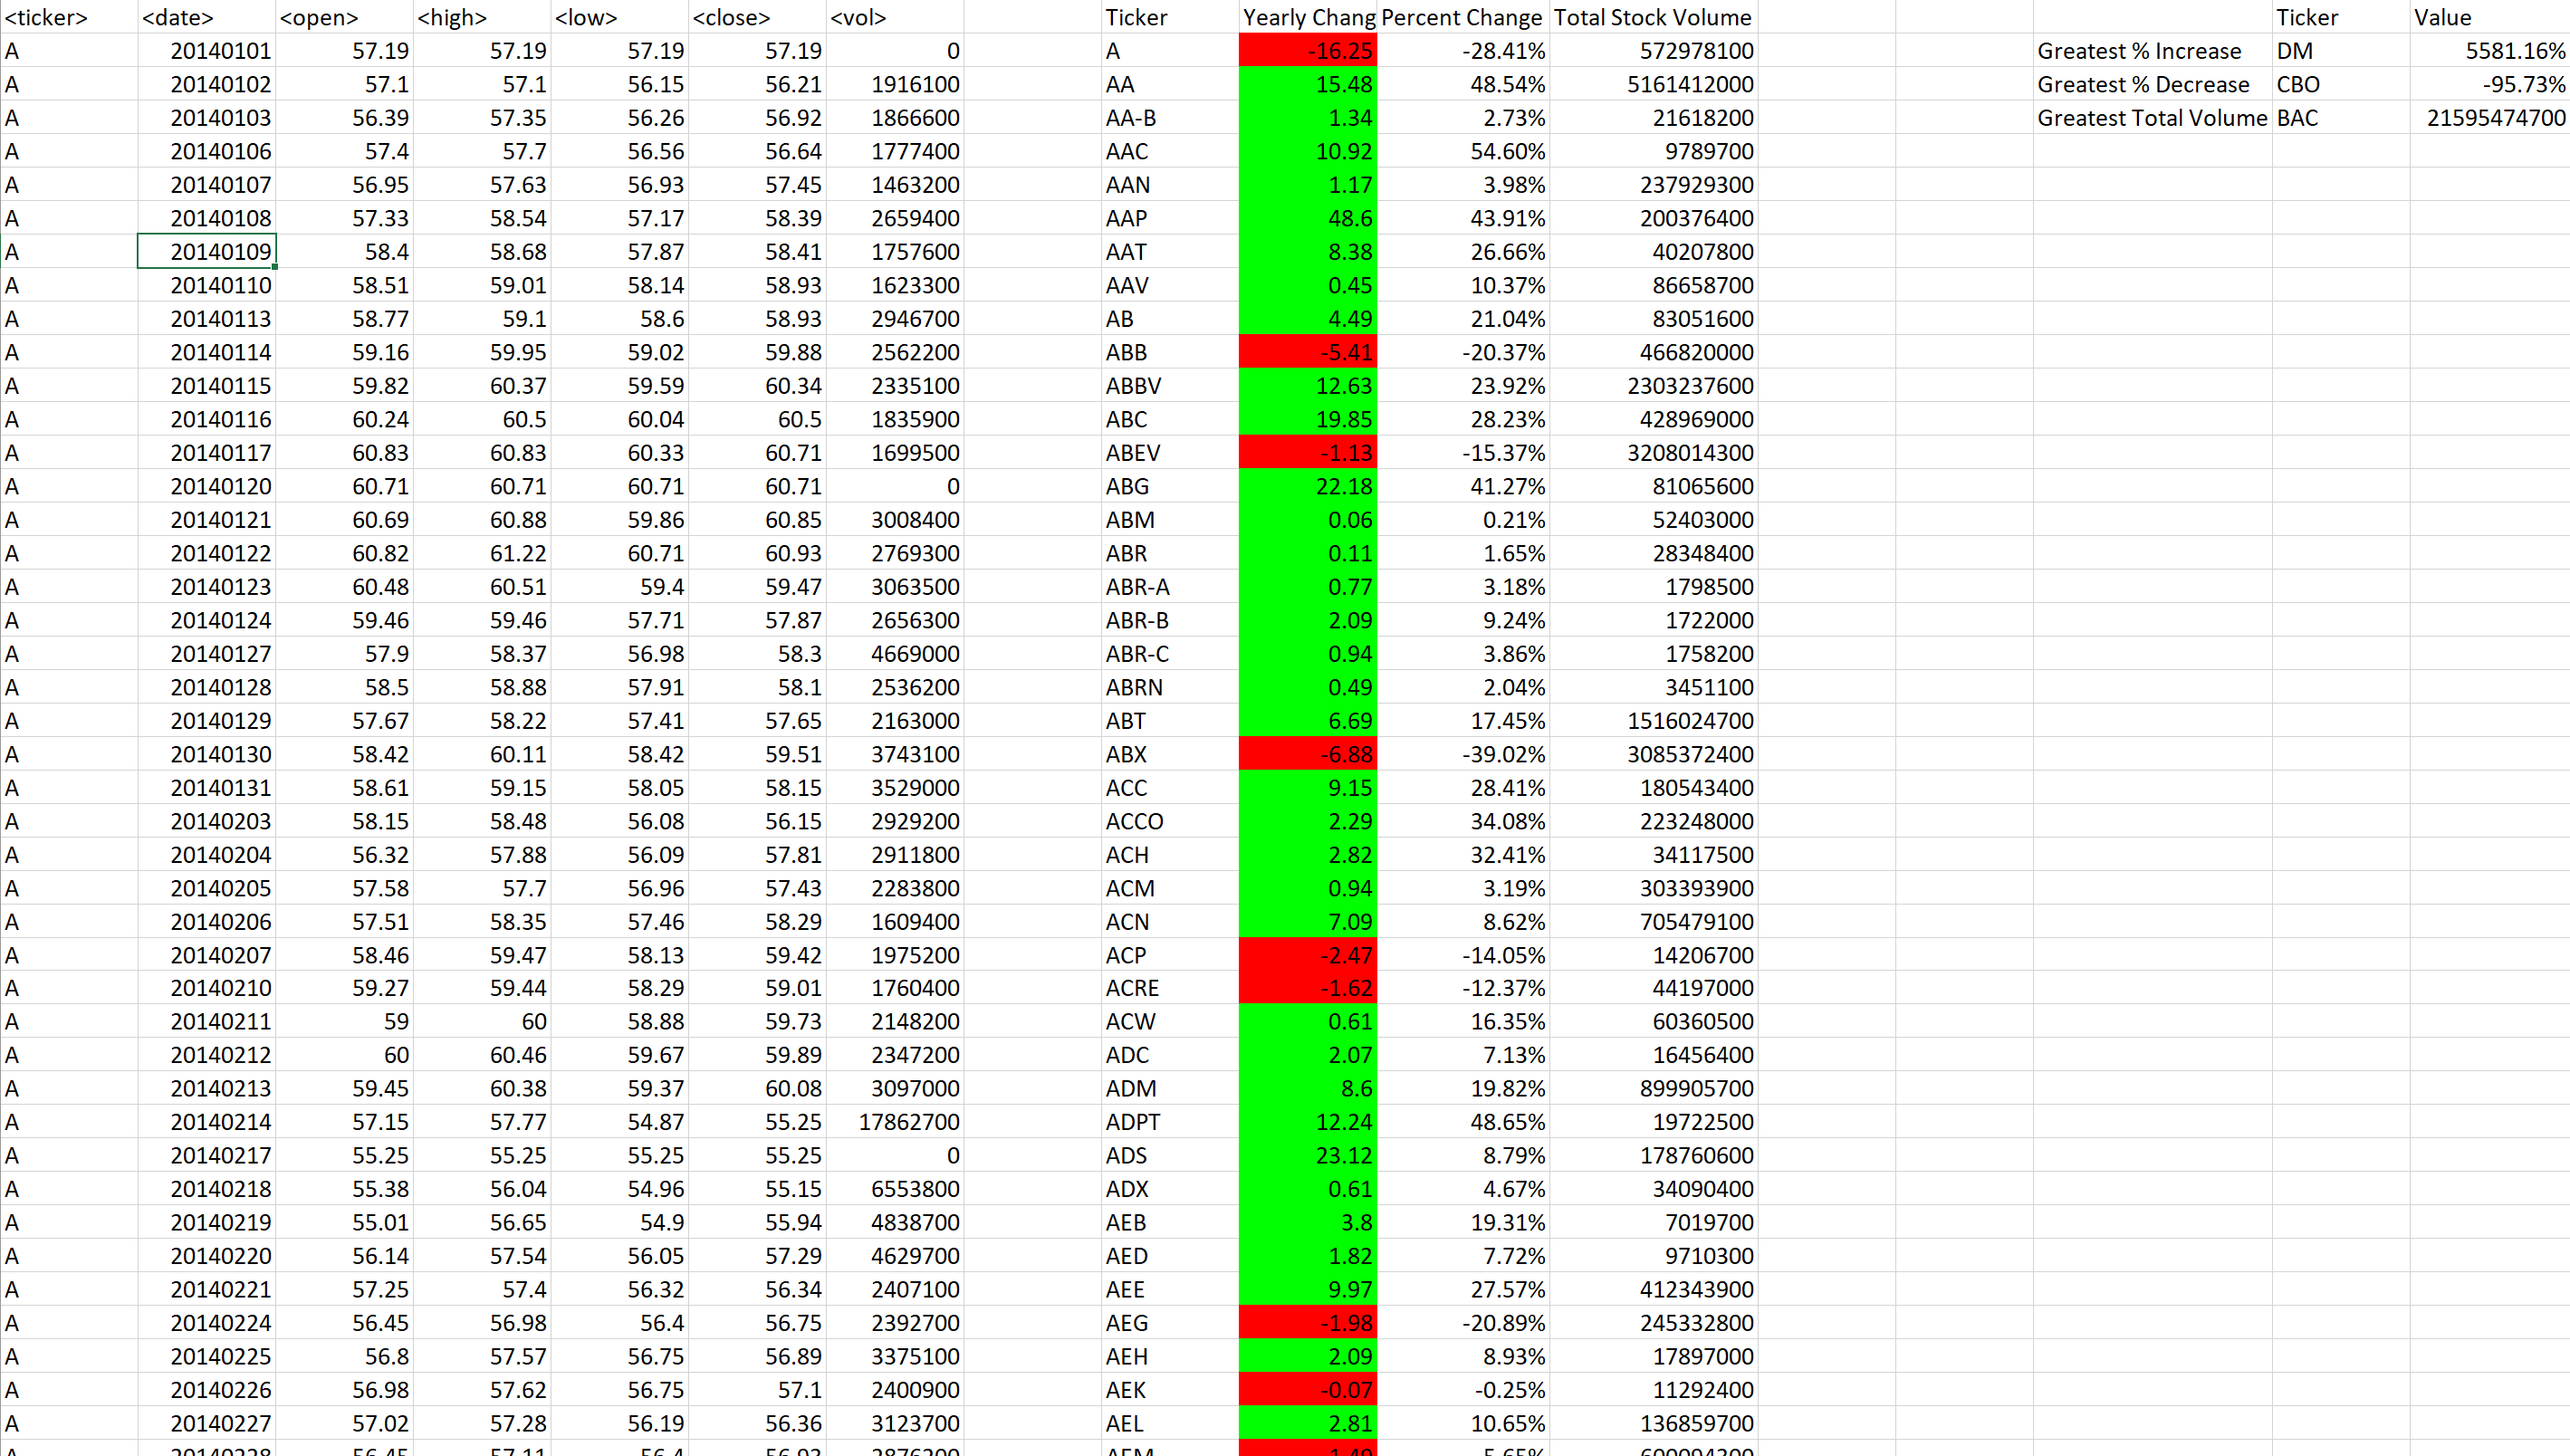 <ticker> <date> <open> <high> <low> <close> <vol> Ticker Yearly Chang Percent Change Total Stock Volume Ticker Value
A 20140101 57.19 57.19 57.19 57.19 0 A -16.25 -28.41% 572978100 Greatest % Increase DM 5581.16%
A 20140102 57.1 57.1 56.15 56.21 1916100 AA 15.48 48.54% 5161412000 Greatest % Decrease CBO -95.73%
A 20140103 56.39 57.35 56.26 56.92 1866600 AA-B 1.34 2.73% 21618200 Greatest Total Volume BAC 21595474700
A 20140106 57.4 57.7 56.56 56.64 1777400 AAC 10.92 54.60% 9789700
A 20140107 56.95 57.63 56.93 57.45 1463200 AAN 1.17 3.98% 237929300
A 20140108 57.33 58.54 57.17 58.39 2659400 AAP 48.6 43.91% 200376400
A 20140109 58.4 58.68 57.87 58.41 1757600 AAT 8.38 26.66% 40207800
A 20140110 58.51 59.01 58.14 58.93 1623300 AAV 0.45 10.37% 86658700
A 20140113 58.77 59.1 58.6 58.93 2946700 AB 4.49 21.04% 83051600
A 20140114 59.16 59.95 59.02 59.88 2562200 ABB -5.41 -20.37% 466820000
A 20140115 59.82 60.37 59.59 60.34 2335100 ABBV 12.63 23.92% 2303237600
A 20140116 60.24 60.5 60.04 60.5 1835900 ABC 19.85 28.23% 428969000
A 20140117 60.83 60.83 60.33 60.71 1699500 ABEV -1.13 -15.37% 3208014300
A 20140120 60.71 60.71 60.71 60.71 0 ABG 22.18 41.27% 81065600
A 20140121 60.69 60.88 59.86 60.85 3008400 ABM 0.06 0.21% 52403000
A 20140122 60.82 61.22 60.71 60.93 2769300 ABR 0.11 1.65% 28348400
A 20140123 60.48 60.51 59.4 59.47 3063500 ABR-A 0.77 3.18% 1798500
A 20140124 59.46 59.46 57.71 57.87 2656300 ABR-B 2.09 9.24% 1722000
A 20140127 57.9 58.37 56.98 58.3 4669000 ABR-C 0.94 3.86% 1758200
A 20140128 58.5 58.88 57.91 58.1 2536200 ABRN 0.49 2.04% 3451100
A 20140129 57.67 58.22 57.41 57.65 2163000 ABT 6.69 17.45% 1516024700
A 20140130 58.42 60.11 58.42 59.51 3743100 ABX -6.88 -39.02% 3085372400
A 20140131 58.61 59.15 58.05 58.15 3529000 ACC 9.15 28.41% 180543400
A 20140203 58.15 58.48 56.08 56.15 2929200 ACCO 2.29 34.08% 223248000
A 20140204 56.32 57.88 56.09 57.81 2911800 ACH 2.82 32.41% 34117500
A 20140205 57.58 57.7 56.96 57.43 2283800 ACM 0.94 3.19% 303393900
A 20140206 57.51 58.35 57.46 58.29 1609400 ACN 7.09 8.62% 705479100
A 20140207 58.46 59.47 58.13 59.42 1975200 ACP -2.47 -14.05% 14206700
A 20140210 59.27 59.44 58.29 59.01 1760400 ACRE -1.62 -12.37% 44197000
A 20140211 59 60 58.88 59.73 2148200 ACW 0.61 16.35% 60360500
A 20140212 60 60.46 59.67 59.89 2347200 ADC 2.07 7.13% 16456400
A 20140213 59.45 60.38 59.37 60.08 3097000 ADM 8.6 19.82% 899905700
A 20140214 57.15 57.77 54.87 55.25 17862700 ADPT 12.24 48.65% 19722500
A 20140217 55.25 55.25 55.25 55.25 0 ADS 23.12 8.79% 178760600
A 20140218 55.38 56.04 54.96 55.15 6553800 ADX 0.61 4.67% 34090400
A 20140219 55.01 56.65 54.9 55.94 4838700 AEB 3.8 19.31% 7019700
A 20140220 56.14 57.54 56.05 57.29 4629700 AED 1.82 7.72% 9710300
A 20140221 57.25 57.4 56.32 56.34 2407100 AEE 9.97 27.57% 412343900
A 20140224 56.45 56.98 56.4 56.75 2392700 AEG -1.98 -20.89% 245332800
A 20140225 56.8 57.57 56.75 56.89 3375100 AEH 2.09 8.93% 17897000
A 20140226 56.98 57.62 56.75 57.1 2400900 AEK -0.07 -0.25% 11292400
A 20140227 57.02 57.28 56.19 56.36 3123700 AEL 2.81 10.65% 136859700